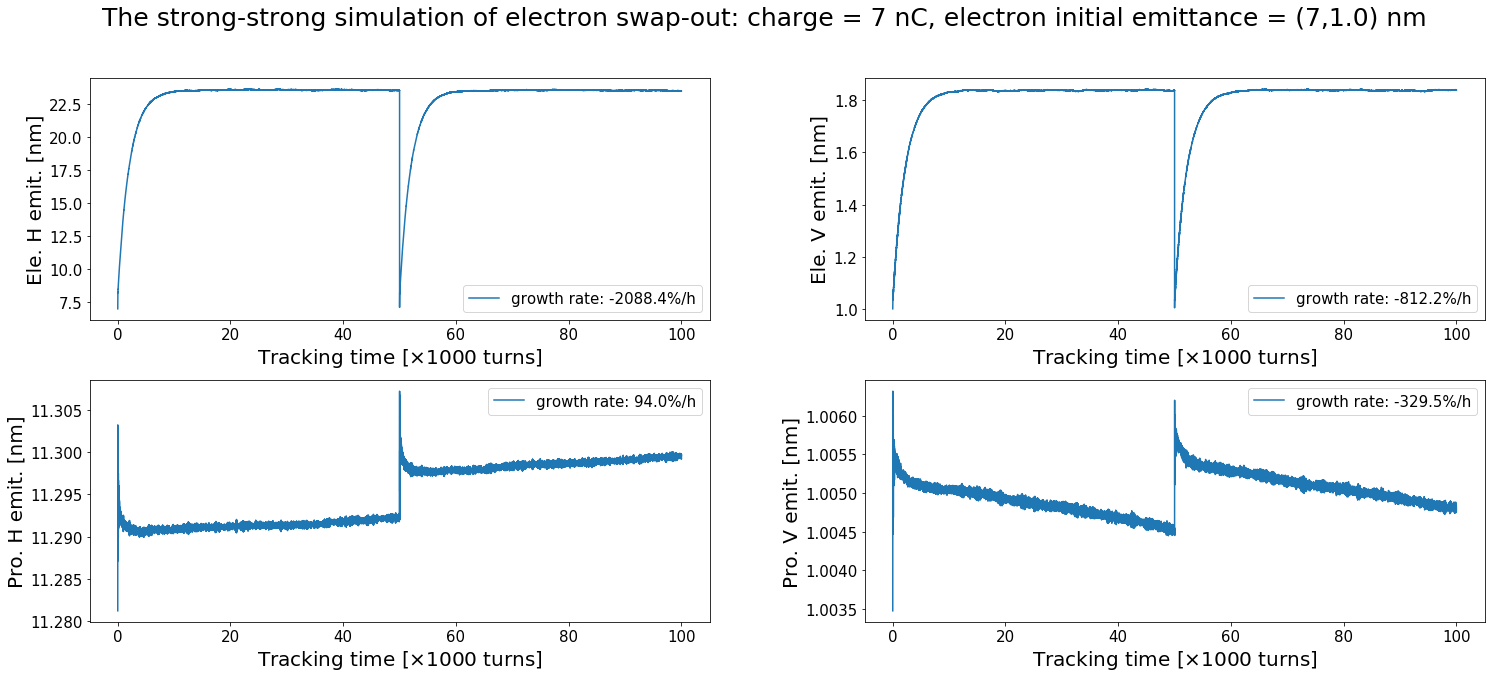 The strong-strong simulation of electron swap-out: charge = 7 nC, electron initial emittance = (7,1.0) nm
Ele. H emit. [nm]
22.5
20.0
17.5
15.0
12.5
10.0
7.5
growth rate: -2088.4%/h
0 20 40 60 80 100
Tracking time [×1000 turns]
Ele. V emit. [nm]
1.8
1.6
1.4
1.2
1.0
growth rate: -812.2%/h
0 20 40 60 80 100
Tracking time [×1000 turns]
Pro. H emit. [nm]
11.305
11.300
11.295
11.290
11.285
11.280
growth rate: 94.0%/h
0 20 40 60 80 100
Tracking time [×1000 turns]
Pro. V emit. [nm]
1.0060
1.0055
1.0050
1.0045
1.0040
1.0035
growth rate: -329.5%/h
0 20 40 60 80 100
Tracking time [×1000 turns]